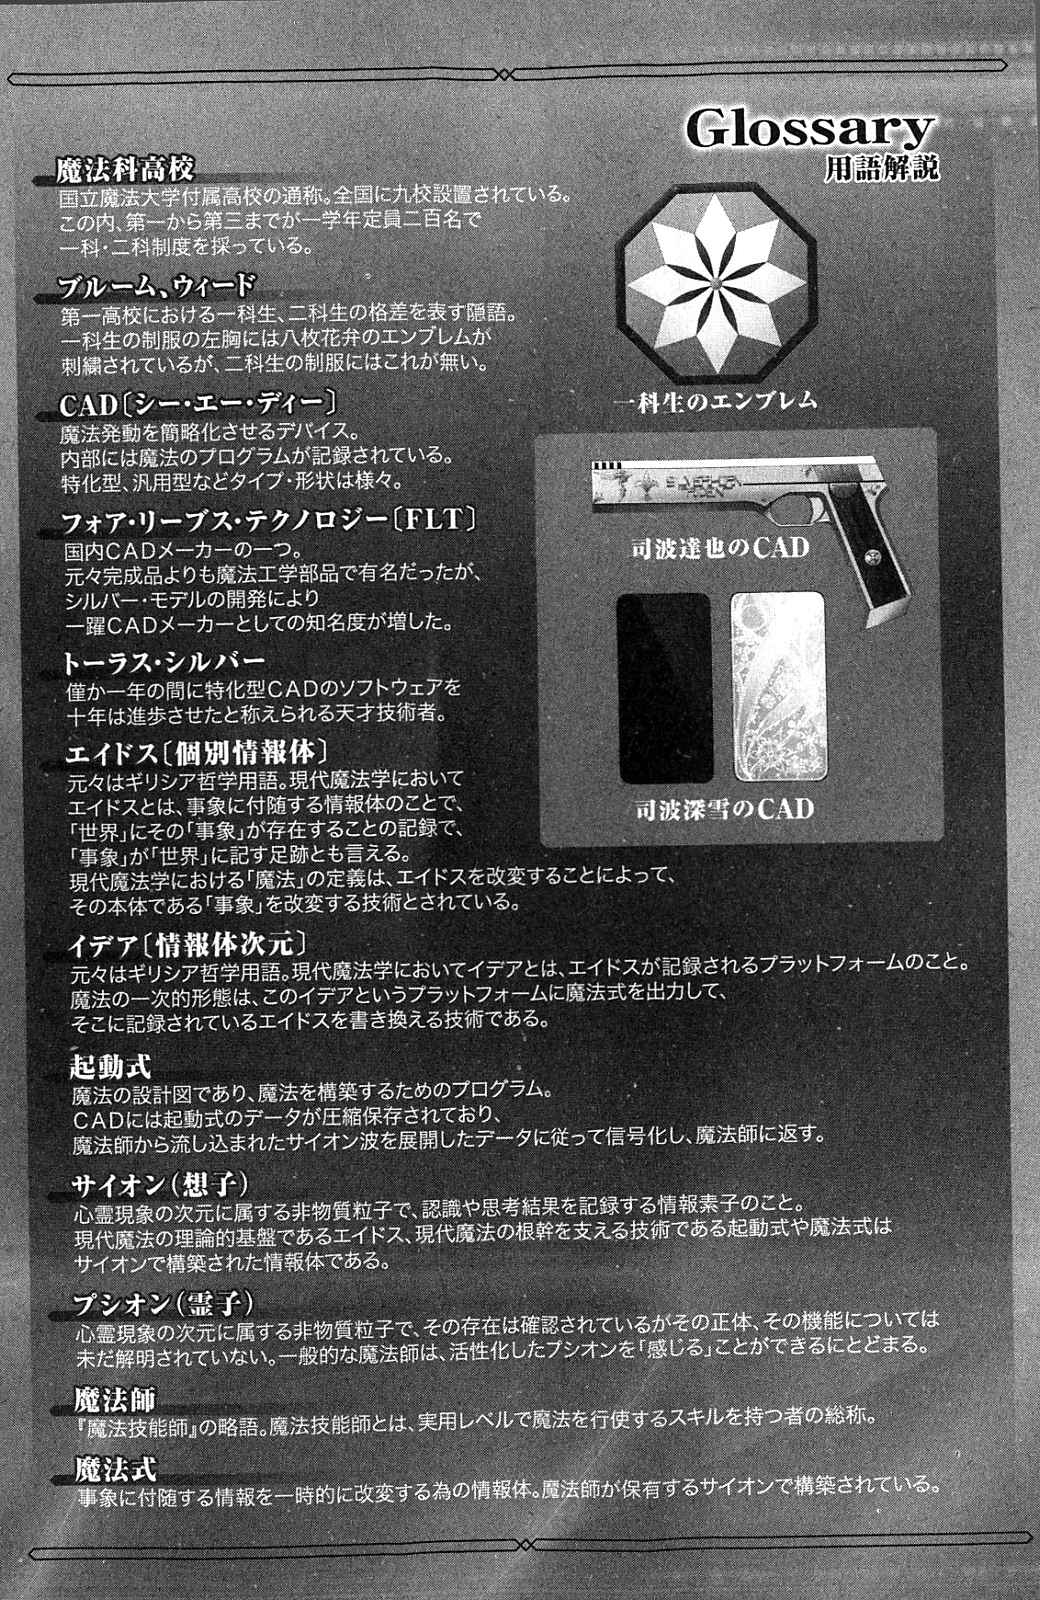 Glossary
用語解説
魔法科高校
国立魔法大学付属高校の通称。全国に九校設置されている。
この内、第一から第三までが一学年定員二百名で
一科・二科制度を採っている。
ブルーム、ウィード
第一高校における一科生、二科生の格差を表す隠語。
一科生の制服の左胸には八枚花弁のエンブレムが
刺繍されているが、二科生の制服にはこれが無い。
CAD〔シー・エー・ディー〕
魔法発動を簡略化させるデバイス。
内部には魔法のプログラムが記録されている。
特化型、汎用型などタイプ・形状は様々。
フォア・リーブス・テクノロジー〔FLT〕
国内CADメーカーの一つ。
元々完成品よりも魔法工学部品で有名だったが、
シルバー・モデルの開発により
一躍CADメーカーとしての知名度が増した。
トーラス・シルバー
僅か一年の間に特化型CADのソフトウェアを
十年は進歩させたと称えられる天才技術者。
エイドス〔個別情報体〕
元々はギリシア哲学用語。現代魔法学において
エイドスとは、事象に付随する情報体のことで、
「世界」にその「事象」が存在することの記録で、
「事象」が「世界」に記す足跡とも言える。
現代魔法学における「魔法」の定義は、エイドスを改変することによって、
その本体である「事象」を改変する技術とされている。
イデア〔情報体次元〕
元々はギリシア哲学用語。現代魔法学においてイデアとは、エイドスが記録されるプラットフォームのこと。
魔法の一次的形態は、このイデアというプラットフォームに魔法式を出力して、
そこに記録されているエイドスを書き換える技術である。
起動式
魔法の設計図であり、魔法を構築するためのプログラム。
CADには起動式のデータが圧縮保存されており、
魔法師から流し込まれたサイオン波を展開したデータに従って信号化し、魔法師に返す。
サイオン（想子）
心霊現象の次元に属する非物質粒子で、認識や思考結果を記録する情報素子のこと。
現代魔法の理論的基盤であるエイドス、現代魔法の根幹を支える技術である起動式や魔法式は
サイオンで構築された情報体である。
プシオン（霊子）
心霊現象の次元に属する非物質粒子で、その存在は確認されているがその正体、その機能については
未だ解明されていない。一般的な魔法師は、活性化したプシオンを「感じる」ことができるにとどまる。
魔法師
『魔法技能師』の略語。魔法技能師とは、実用レベルで魔法を行使するスキルを持つ者の総称。
魔法式
事象に付随する情報を一時的に改変する為の情報体。魔法師が保有するサイオンで構築されている。
一科生のエンブレム
司波達也のCAD
司波深雪のCAD